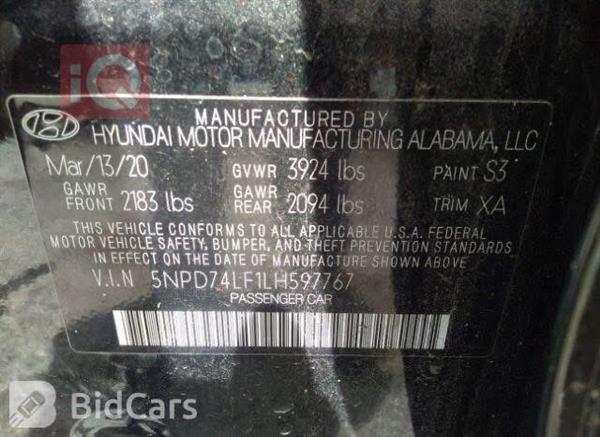 iQ
MANUFACTURED BY
HYUNDAI MOTOR MANUFACTURING ALABAMA, LLC
Mar/13/20 GVWR 3924 lbs PAINT S3
GAWR FRONT 2183 lbs GAWR REAR 2094 lbs TRIM XA
THIS VEHICLE CONFORMS TO ALL APPLICABLE U.S.A. FEDERAL
MOTOR VEHICLE SAFETY, BUMPER, AND THEFT PREVENTION STANDARDS
IN EFFECT ON THE DATE OF MANUFACTURE SHOWN ABOVE.
V.I.N 5NPD74LF1LH597767
PASSENGER CAR
BidCars